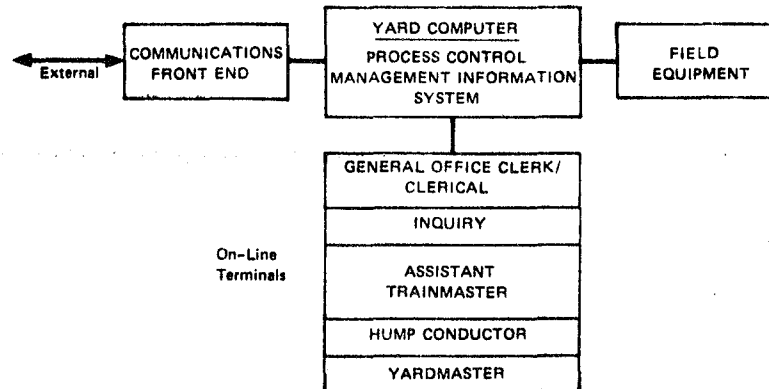 External
COMMUNICATIONS
FRONT END
YARD COMPUTER
PROCESS CONTROL
MANAGEMENT INFORMATION
SYSTEM
FIELD
EQUIPMENT
On-Line
Terminals
GENERAL OFFICE CLERK/
CLERICAL
INQUIRY
ASSISTANT
TRAINMASTER
HUMP CONDUCTOR
YARDMASTER